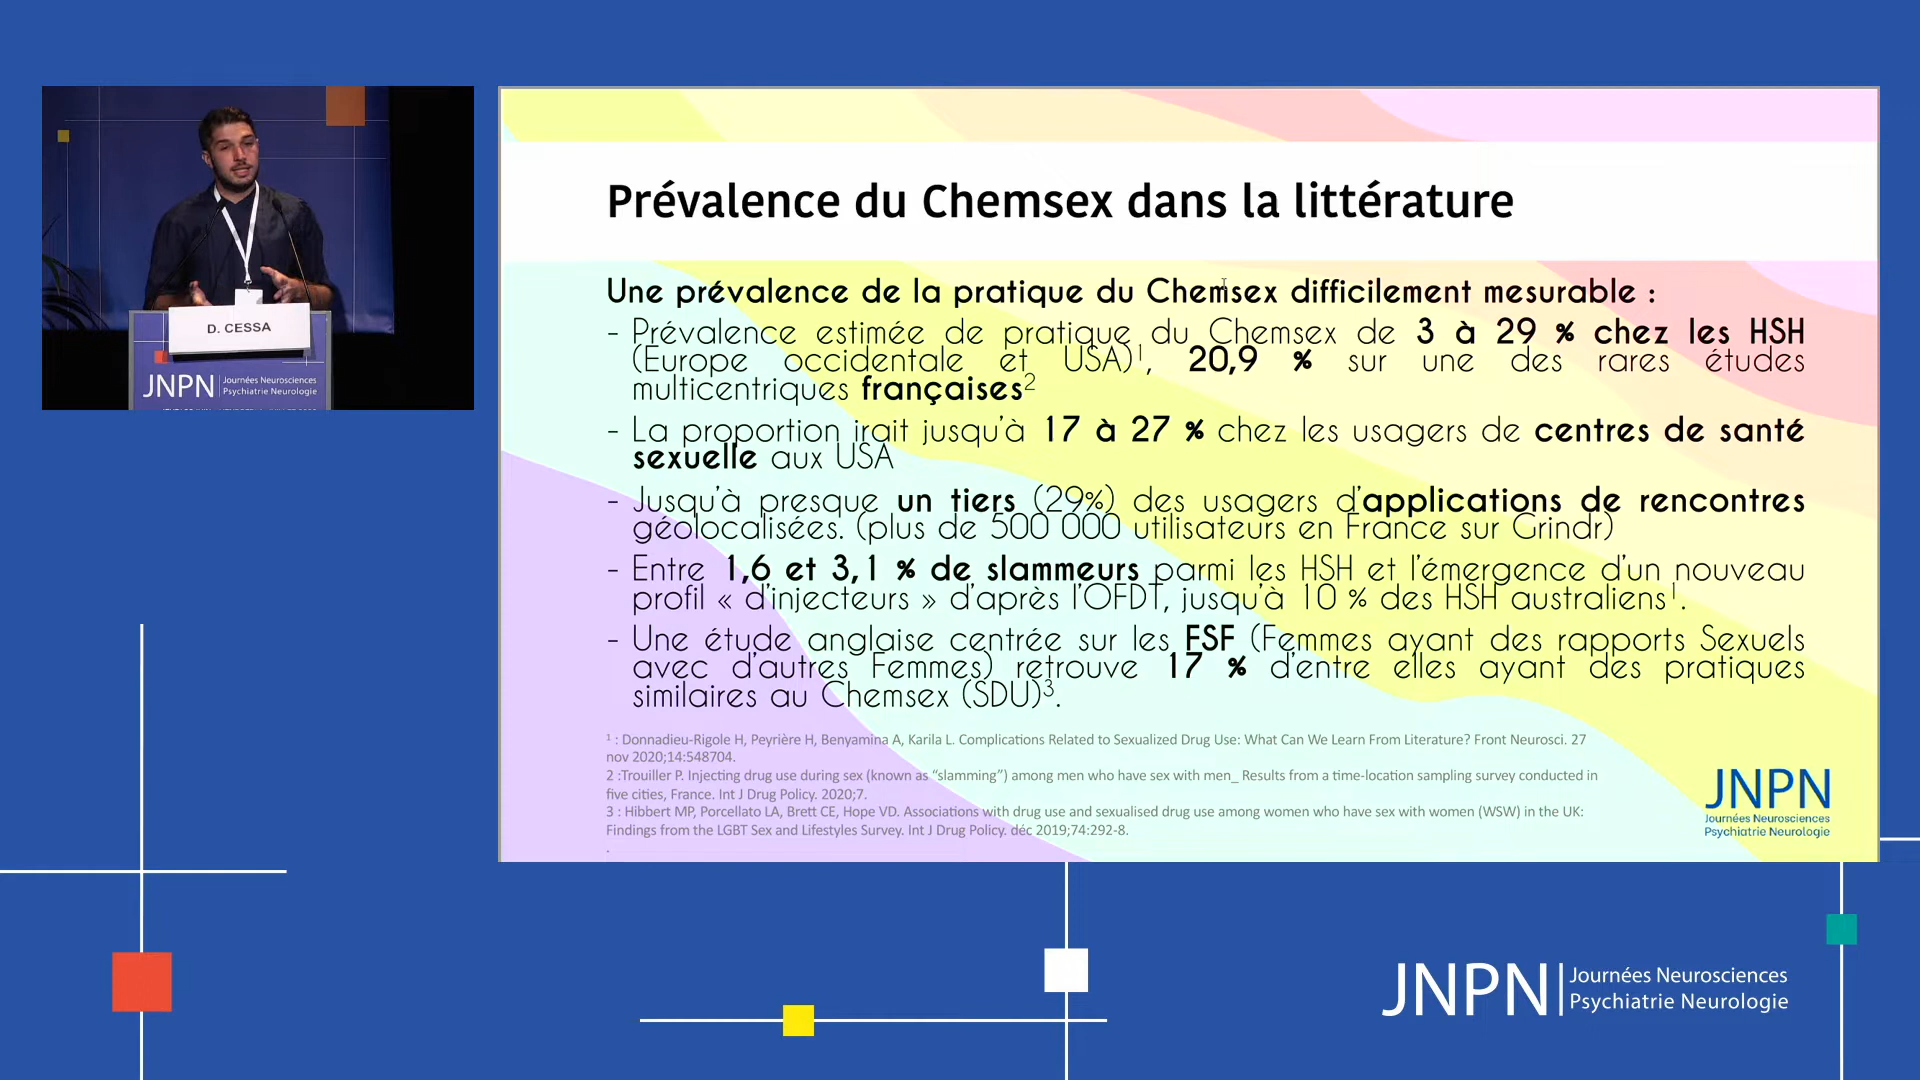 D. CESSA
JNPN Journées Neurosciences
Psychiatrie Neurologie
Prévalence du Chemsex dans la littérature
Une prévalence de la pratique du Chemsex difficilement mesurable :
- Prévalence estimée de pratique du Chemsex de 3 à 29 % chez les HSH
(Europe occidentale et USA)¹, 20,9 % sur une des rares études
multicentriques françaises²
- La proportion irait jusqu'à 17 à 27 % chez les usagers de centres de santé
sexuelle aux USA
- Jusqu'à presque un tiers (29%) des usagers d'applications de rencontres
géolocalisées. (plus de 500 000 utilisateurs en France sur Grindr)
- Entre 1,6 et 3,1 % de slammeurs parmi les HSH et l'émergence d'un nouveau
profil « d'injecteurs » d'après l'OFDT, jusqu'à 10 % des HSH australiens¹.
- Une étude anglaise centrée sur les FSF (Femmes ayant des rapports Sexuels
avec d'autres Femmes) retrouve 17 % d'entre elles ayant des pratiques
similaires au Chemsex (SDU)³.
¹ : Donnadieu-Rigole H, Peyrière H, Benyamina A, Karila L. Complications Related to Sexualized Drug Use: What Can We Learn From Literature? Front Neurosci. 27
nov 2020;14:548704.
2 :Trouiller P. Injecting drug use during sex (known as “slamming”) among men who have sex with men_ Results from a time-location sampling survey conducted in
five cities, France. Int J Drug Policy. 2020;7.
3 : Hibbert MP, Porcellato LA, Brett CE, Hope VD. Associations with drug use and sexualised drug use among women who have sex with women (WSW) in the UK:
Findings from the LGBT Sex and Lifestyles Survey. Int J Drug Policy. déc 2019;74:292-8.
.
JNPN
Journées Neurosciences
Psychiatrie Neurologie
JNPN Journées Neurosciences
Psychiatrie Neurologie